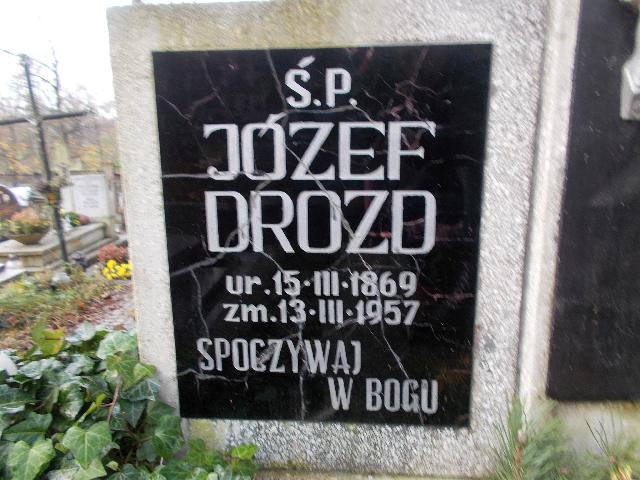 Ś.P.
JÓZEF
DROZD
ur.15·III·1869
zm.13·III·1957
SPOCZYWAJ
W BOGU